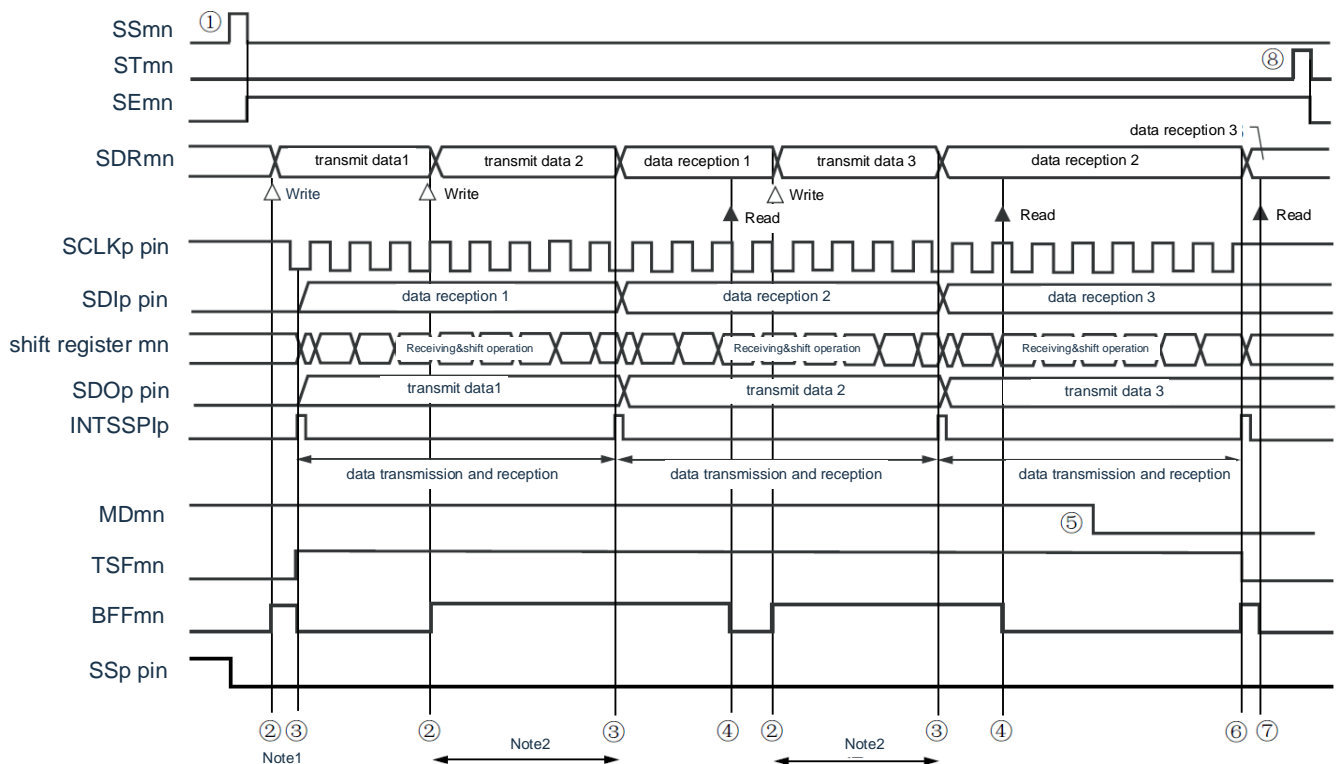 SSmn
①
STmn
⑧
SEmn
data reception 3
SDRmn
transmit data1
transmit data 2
data reception 1
transmit data 3
data reception 2
Write
Write
Read
Write
Read
Read
SCLKp pin
SDIp pin
data reception 1
data reception 2
data reception 3
shift register mn
Receiving&shift operation
Receiving&shift operation
Receiving&shift operation
SDOp pin
transmit data1
transmit data 2
transmit data 3
INTSSPIp
data transmission and reception
data transmission and reception
data transmission and reception
MDmn
⑤
TSFmn
BFFmn
SSp pin
② ③ ② ③ ④ ② ③ ④ ⑥ ⑦
Note1
Note2
Note2